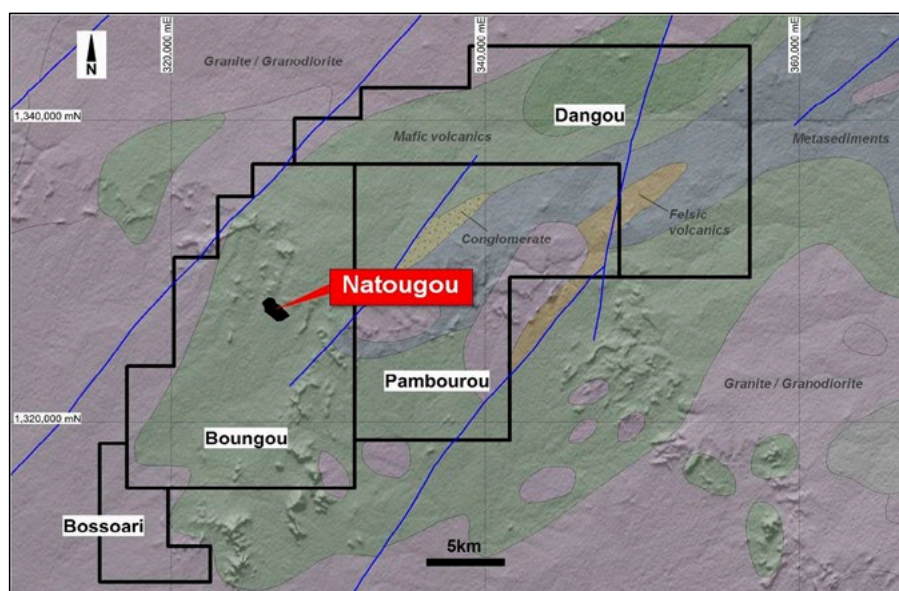 320,000 mE
340,000 mE
360,000 mE
N
Granite / Granodiorite
1,340,000 mN
Dangou
Mafic volcanics
Metasediments
Conglomerate
Felsic
volcanics
Natougou
Pambourou
Granite / Granodiorite
1,320,000 mN
Boungou
Bossoari
5km